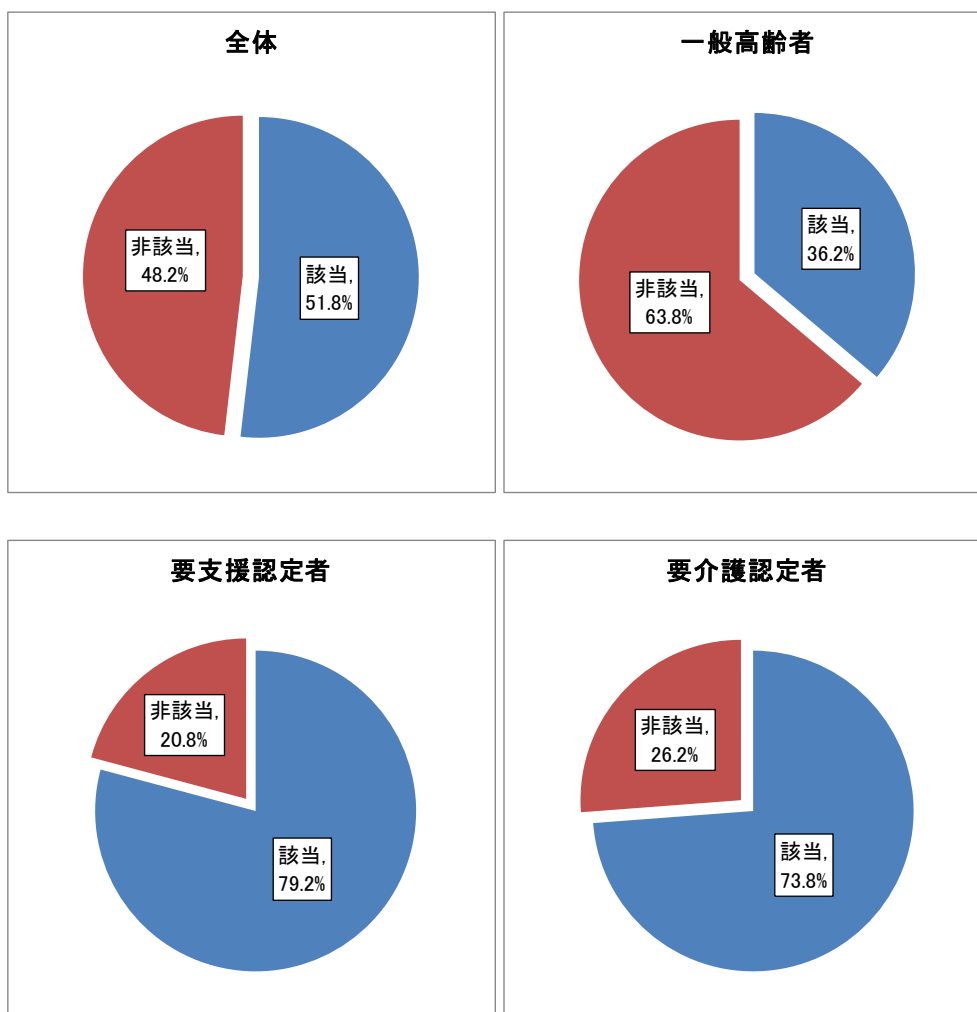 全体
非該当,
48.2%
該当,
51.8%
一般高齢者
該当,
36.2%
非該当,
63.8%
要支援認定者
非該当,
20.8%
該当,
79.2%
要介護認定者
非該当,
26.2%
該当,
73.8%